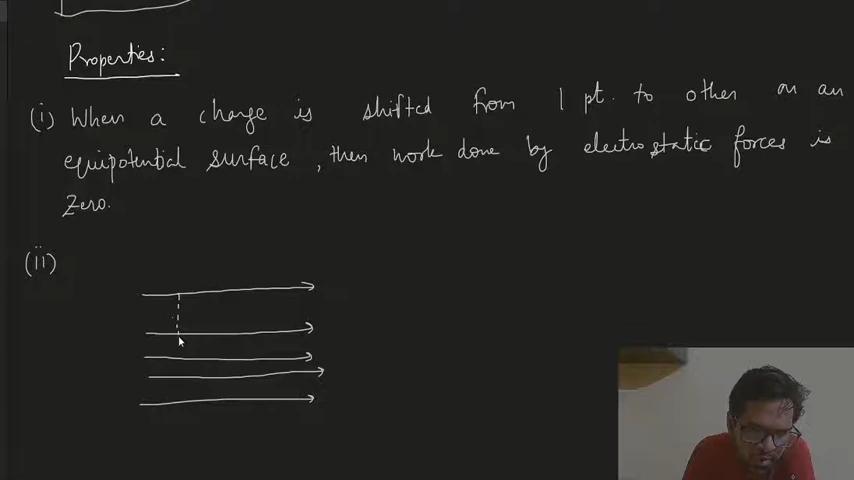 Properties:
(i) When a charge is shifted from 1 pt. to other on an
equipotential surface, then work done by electrostatic forces is
zero.
(ii)